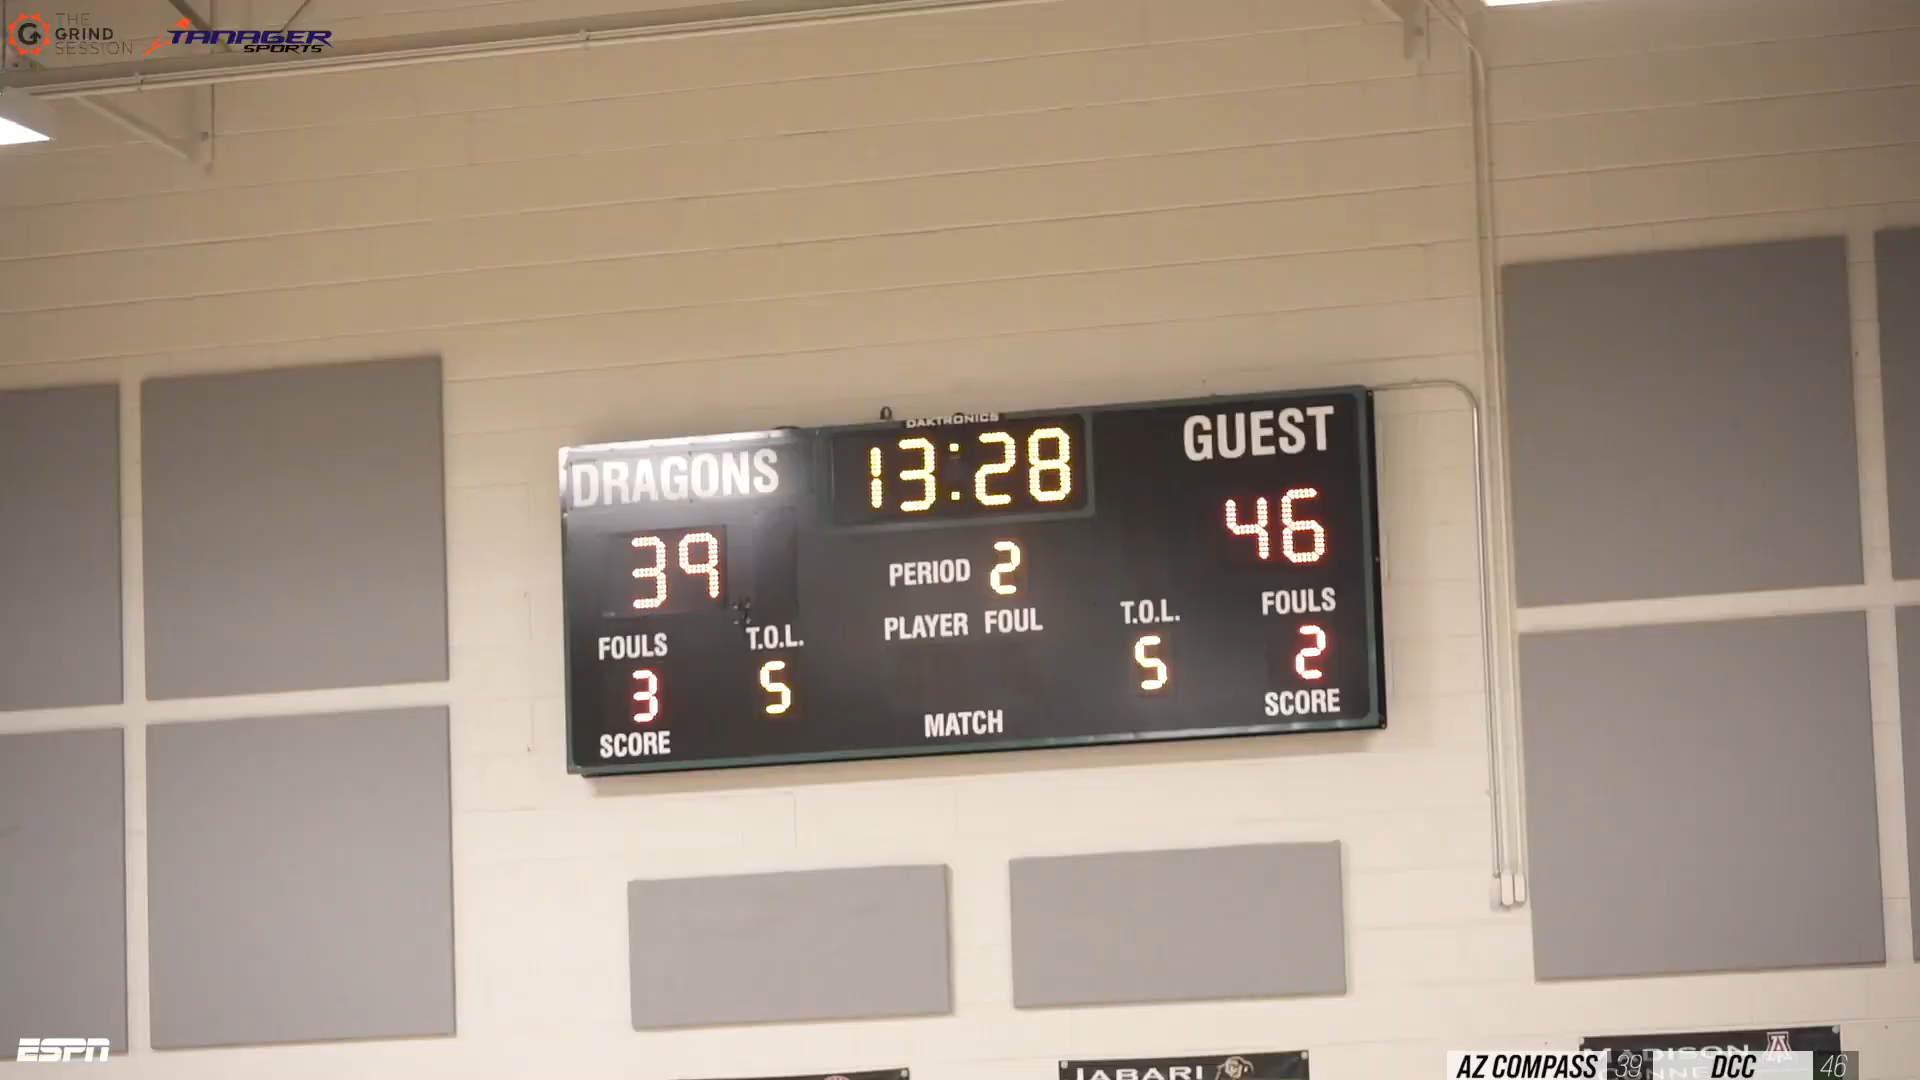 THE
GRIND
SESSION
TANAGER
SPORTS
DAKTRONICS
DRAGONS
13:28
GUEST
39
PERIOD 2
46
PLAYER FOUL
FOULS
T.O.L.
T.O.L.
FOULS
3
5
5
2
SCORE
MATCH
SCORE
ESPN
JABARI
MADISON
AZ COMPASS 39 DCC 46